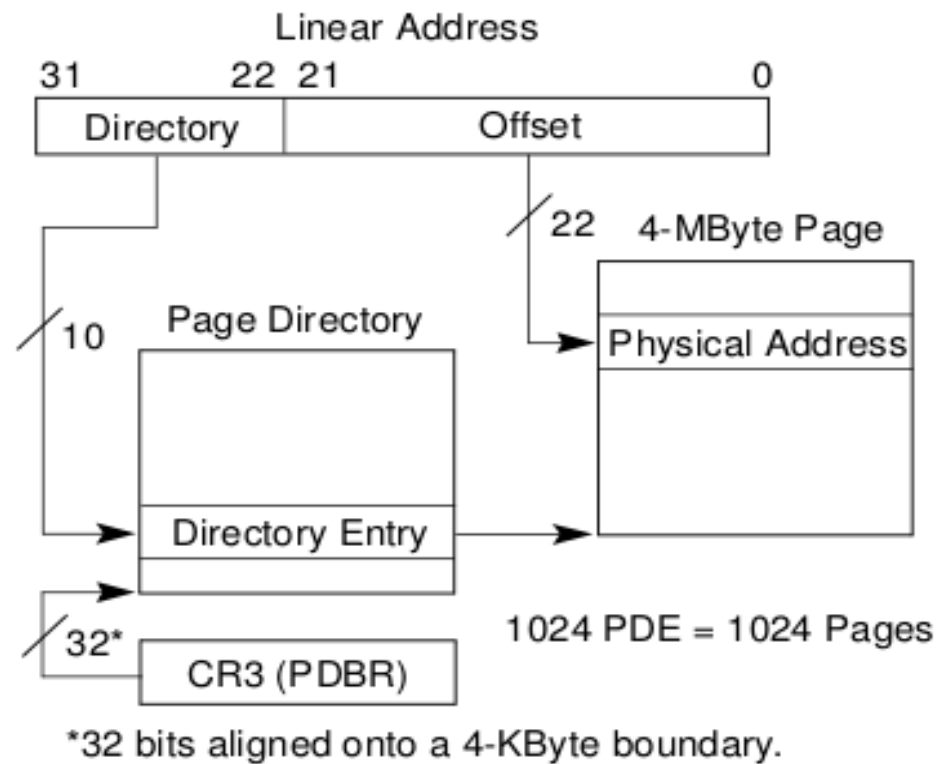 Linear Address
31 22 21 0
Directory Offset
22 4-MByte Page
10 Page Directory Physical Address
Directory Entry
32* 1024 PDE = 1024 Pages
CR3 (PDBR)
*32 bits aligned onto a 4-KByte boundary.